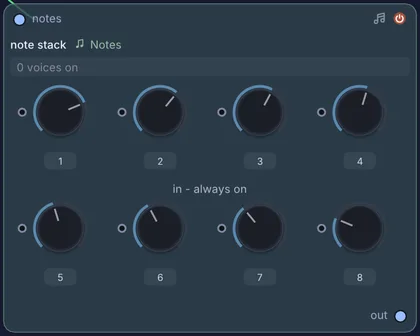 notes
note stack Notes
0 voices on
1 2 3 4
in - always on
5 6 7 8
out